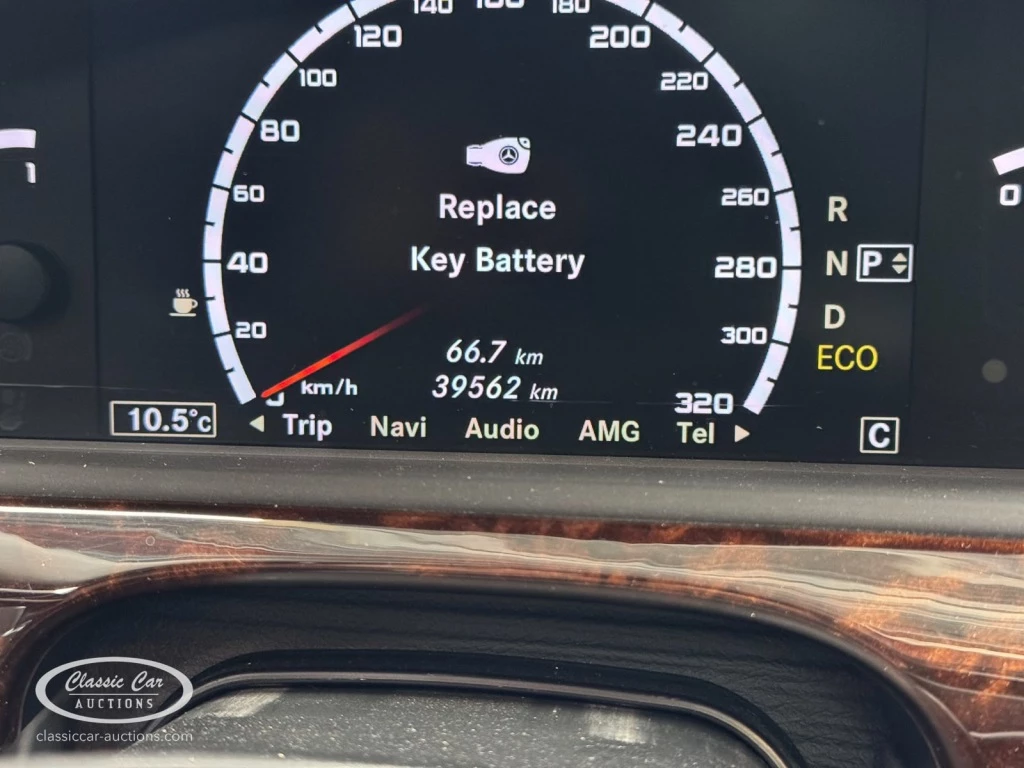 140 160 180
120 200
100 220
80 240
1
60 260
0
Replace
R
Key Battery
40 280
N P
20 300
D
66.7 km
ECO
km/h
39562 km
320
10.5°c
Trip Navi Audio AMG Tel
C
Classic Car
AUCTIONS
classiccar-auctions.com